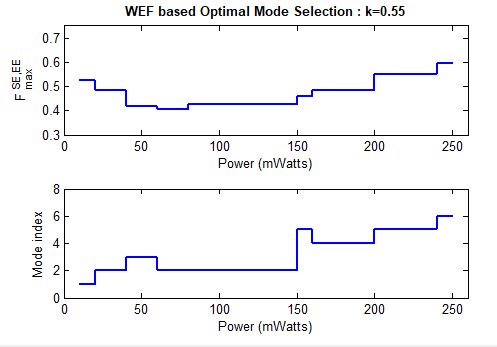 WEF based Optimal Mode Selection : k=0.55
F SE,EE max
0.7
0.6
0.5
0.4
0.3
0 50 100 150 200 250
Power (mWatts)
Mode index
8
6
4
2
0
0 50 100 150 200 250
Power (mWatts)